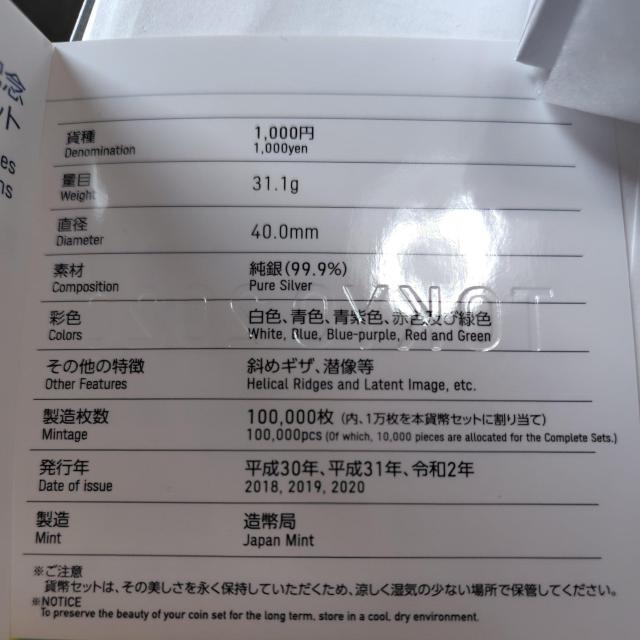 念
ット
es
ns
貨種 1,000円
Denomination 1,000yen
量目 31.1g
Weight
直径 40.0mm
Diameter
素材 純銀(99.9%)
Composition Pure Silver
彩色 白色、青色、青紫色、赤色及び緑色
Colors White, Blue, Blue-purple, Red and Green
その他の特徴 斜めギザ、潜像等
Other Features Helical Ridges and Latent Image, etc.
製造枚数 100,000枚 (内、1万枚を本貨幣セットに割り当て)
Mintage 100,000pcs (Of which, 10,000 pieces are allocated for the Complete Sets.)
発行年 平成30年、平成31年、令和2年
Date of issue 2018, 2019, 2020
製造 造幣局
Mint Japan Mint
※ご注意
貨幣セットは、その美しさを永く保持していただくため、涼しく湿気の少ない場所で保管してください。
※NOTICE
To preserve the beauty of your coin set for the long term, store in a cool, dry environment.